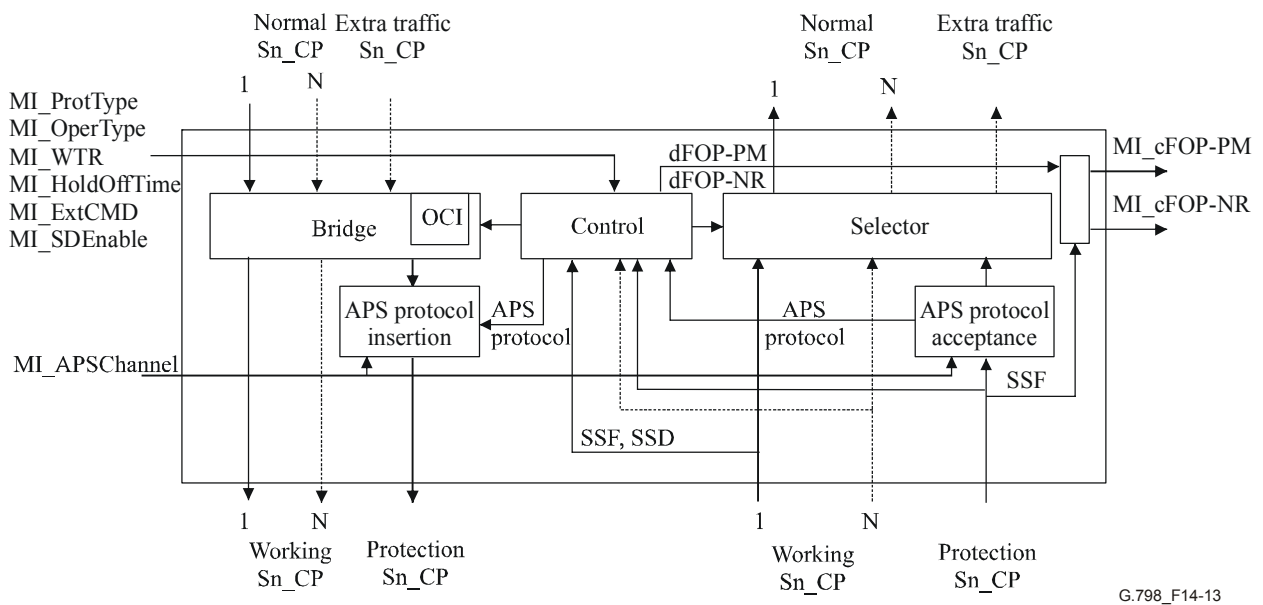 Normal
Sn_CP
Extra traffic
Sn_CP
Normal
Sn_CP
Extra traffic
Sn_CP
1
N
1
N
MI_ProtType
MI_OperType
MI_WTR
MI_HoldOffTime
MI_ExtCMD
MI_SDEnable
dFOP-PM
dFOP-NR
MI_cFOP-PM
MI_cFOP-NR
Bridge
OCI
Control
Selector
APS protocol
insertion
APS
protocol
APS
protocol
APS protocol
acceptance
MI_APSChannel
SSF
SSF, SSD
1
N
1
N
Working
Sn_CP
Protection
Sn_CP
Working
Sn_CP
Protection
Sn_CP
G.798_F14-13